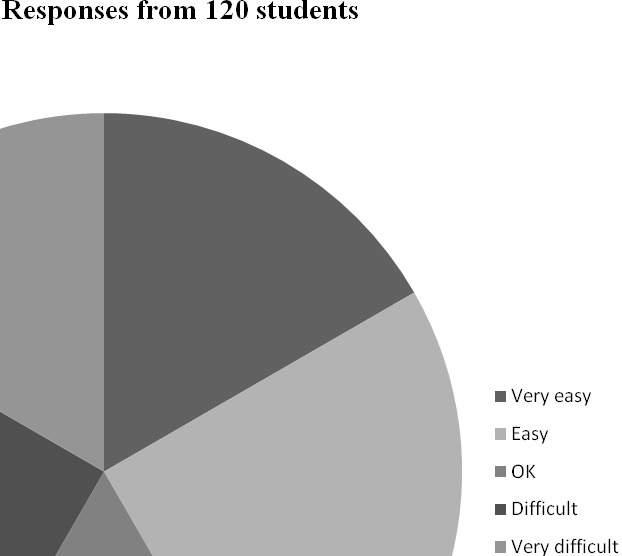 Responses from 120 students
Very easy
Easy
OK
Difficult
Very difficult